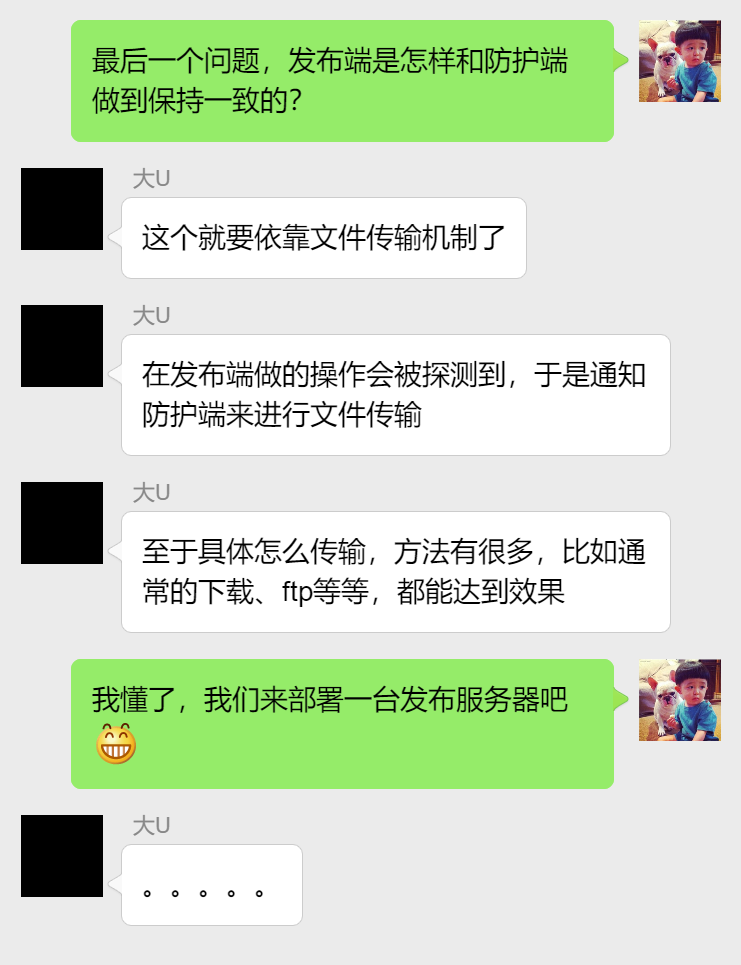 最后一个问题，发布端是怎样和防护端
做到保持一致的？
大U
这个就要依靠文件传输机制了
大U
在发布端做的操作会被探测到，于是通知
防护端来进行文件传输
大U
至于具体怎么传输，方法有很多，比如通
常的下载、ftp等等，都能达到效果
我懂了，我们来部署一台发布服务器吧
😁
大U
。。。。。